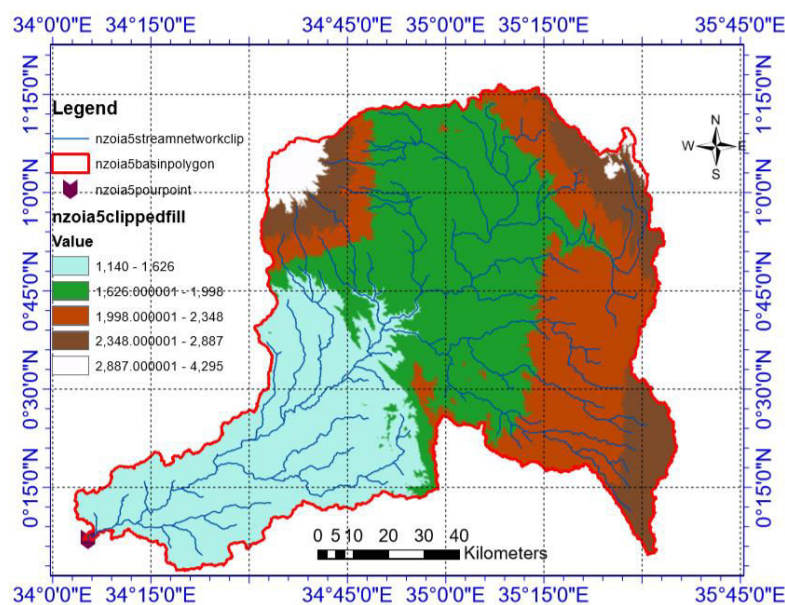 34°0'0"E 34°15'0"E 34°45'0"E 35°0'0"E 35°15'0"E 35°45'0"E
1°15'0"N 1°15'0"N
1°0'0"N 1°0'0"N
0°45'0"N 0°45'0"N
0°30'0"N 0°30'0"N
0°15'0"N 0°15'0"N
N
W E
S
Legend
nzoia5streamnetworkclip
nzoia5basinpolygon
nzoia5pourpoint
nzoia5clippedfill
Value
1,140 - 1,626
1,626.000001 - 1,998
1,998.000001 - 2,348
2,348.000001 - 2,887
2,887.000001 - 4,295
0 5 10 20 30 40
Kilometers
34°0'0"E 34°15'0"E 34°45'0"E 35°0'0"E 35°15'0"E 35°45'0"E